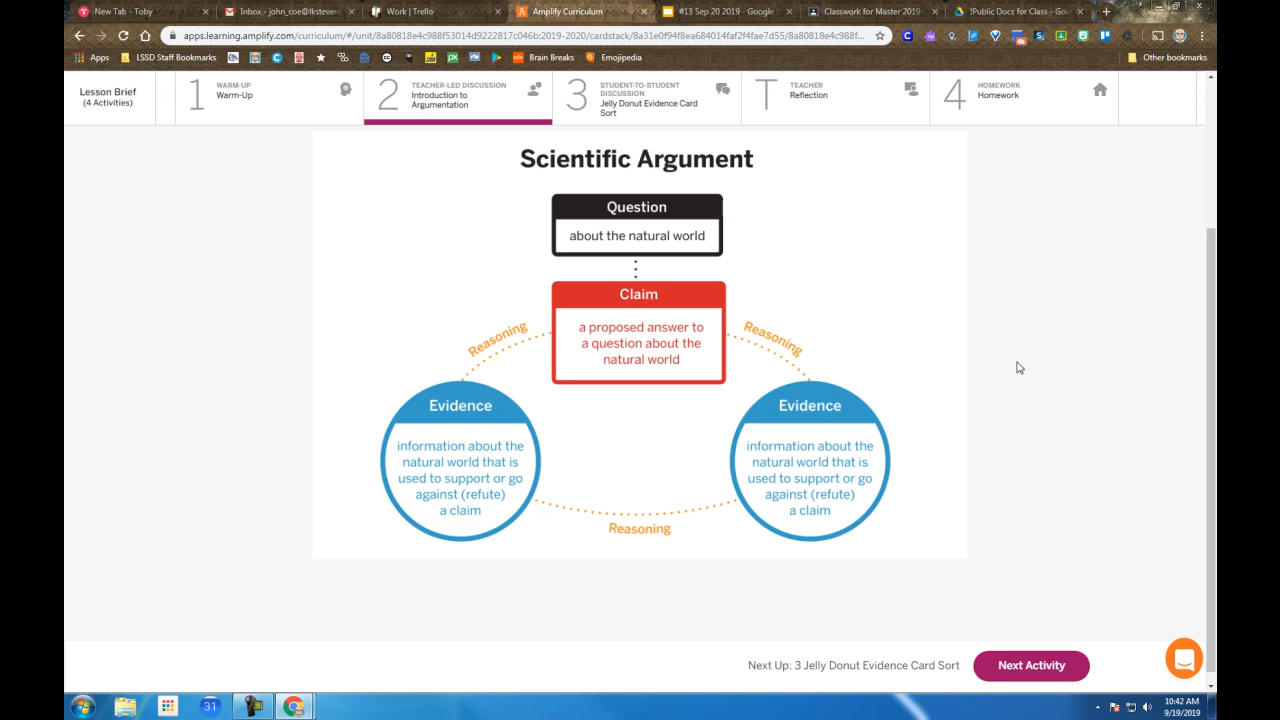 New Tab - Toby
Inbox - john_coe@lksteven
Work | Trello
Amplify Curriculum
#13 Sep 20 2019 - Google
Classwork for Master 2019
!Public Docs for Class - Goo
apps.learning.amplify.com/curriculum/#/unit/8a80818e4c988f53014d9222817c046b:2019-2020/cardstack/8a31e0f94f8ea684014faf2f4fae7d55/8a80818e4c988...
Apps
LSSD Staff Bookmarks
Brain Breaks
Emojipedia
Other bookmarks
Lesson Brief
(4 Activities)
1
WARM-UP
Warm-Up
2
TEACHER-LED DISCUSSION
Introduction to
Argumentation
3
STUDENT-TO-STUDENT
DISCUSSION
Jelly Donut Evidence Card
Sort
T
TEACHER
Reflection
4
HOMEWORK
Homework
Scientific Argument
Question
about the natural world
Claim
a proposed answer to
a question about the
natural world
Reasoning
Reasoning
Evidence
information about the
natural world that is
used to support or go
against (refute)
a claim
Evidence
information about the
natural world that is
used to support or go
against (refute)
a claim
Reasoning
Next Up: 3 Jelly Donut Evidence Card Sort
Next Activity
31
10:42 AM
9/19/2019